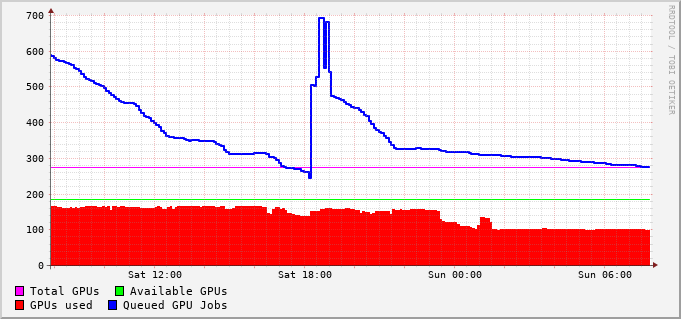 700
600
500
400
300
200
100
0
Sat 12:00 Sat 18:00 Sun 00:00 Sun 06:00
Total GPUs Available GPUs
GPUs used Queued GPU Jobs
RRDTOOL / TOBI OETIKER